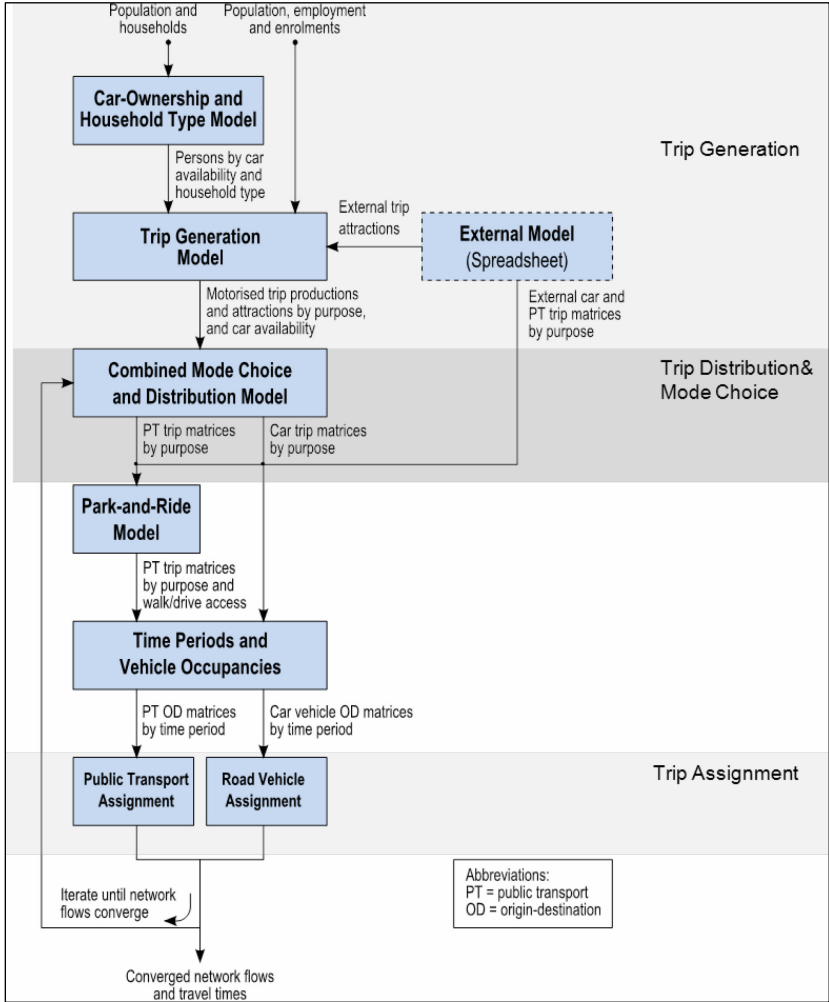 Population and
households
Population, employment
and enrolments
Car-Ownership and
Household Type Model
Trip Generation
Persons by car
availability and
household type
External trip
attractions
Trip Generation
Model
External Model
(Spreadsheet)
Motorised trip productions
and attractions by purpose,
and car availability
External car and
PT trip matrices
by purpose
Combined Mode Choice
and Distribution Model
Trip Distribution&
Mode Choice
PT trip matrices
by purpose
Car trip matrices
by purpose
Park-and-Ride
Model
PT trip matrices
by purpose and
walk/drive access
Time Periods and
Vehicle Occupancies
PT OD matrices
by time period
Car vehicle OD matrices
by time period
Public Transport
Assignment
Road Vehicle
Assignment
Trip Assignment
Iterate until network
flows converge
Abbreviations:
PT = public transport
OD = origin-destination
Converged network flows
and travel times